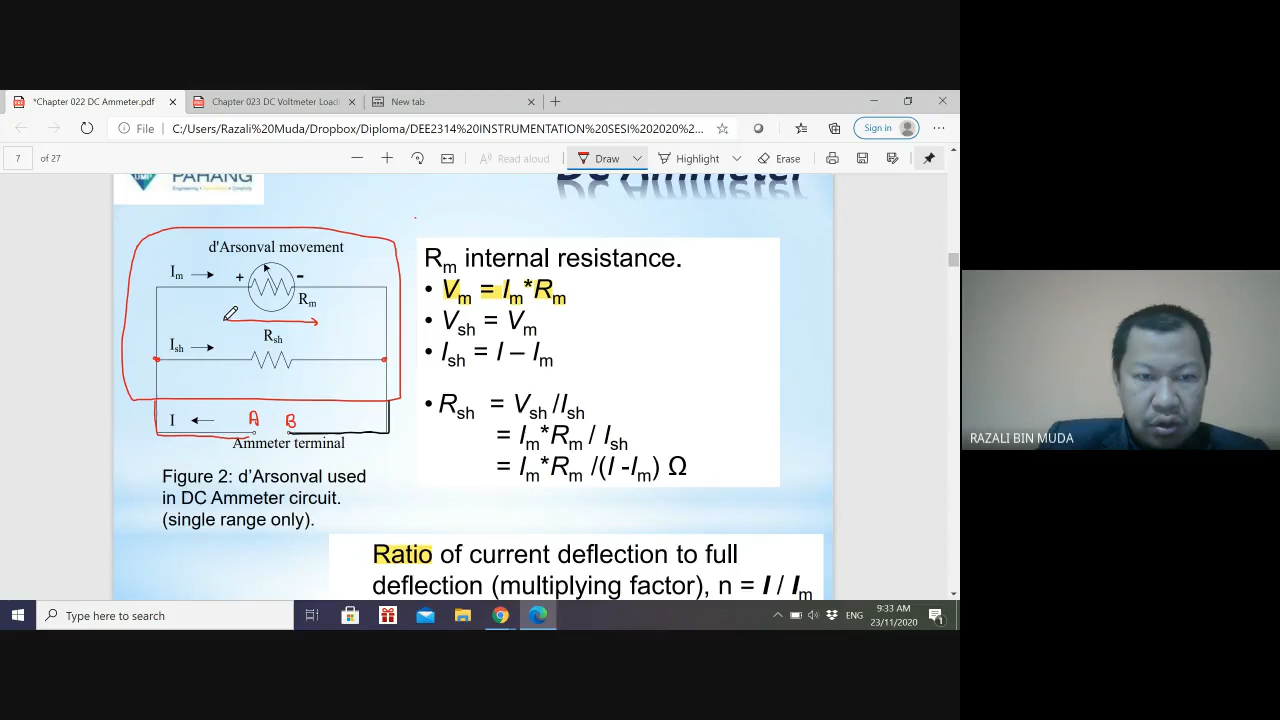 *Chapter 022 DC Ammeter.pdf
Chapter 023 DC Voltmeter Loadi
New tab
File
C:/Users/Razali%20Muda/Dropbox/Diploma/DEE2314%20INSTRUMENTATION%20SESI%202020%2...
Sign in
7 of 27
Read aloud
Draw
Highlight
Erase
PAHANG
DC Ammeter
d'Arsonval movement
Im
+
-
Rm
Rsh
Ish
I
A B
Ammeter terminal
Figure 2: d'Arsonval used
in DC Ammeter circuit.
(single range only).
Rm internal resistance.
• Vm = Im*Rm
• Vsh = Vm
• Ish = I – Im
• Rsh = Vsh /Ish
= Im*Rm / Ish
= Im*Rm /(I -Im) Ω
Ratio of current deflection to full
deflection (multiplying factor), n = I / Im
RAZALI BIN MUDA
Type here to search
ENG
9:33 AM
23/11/2020